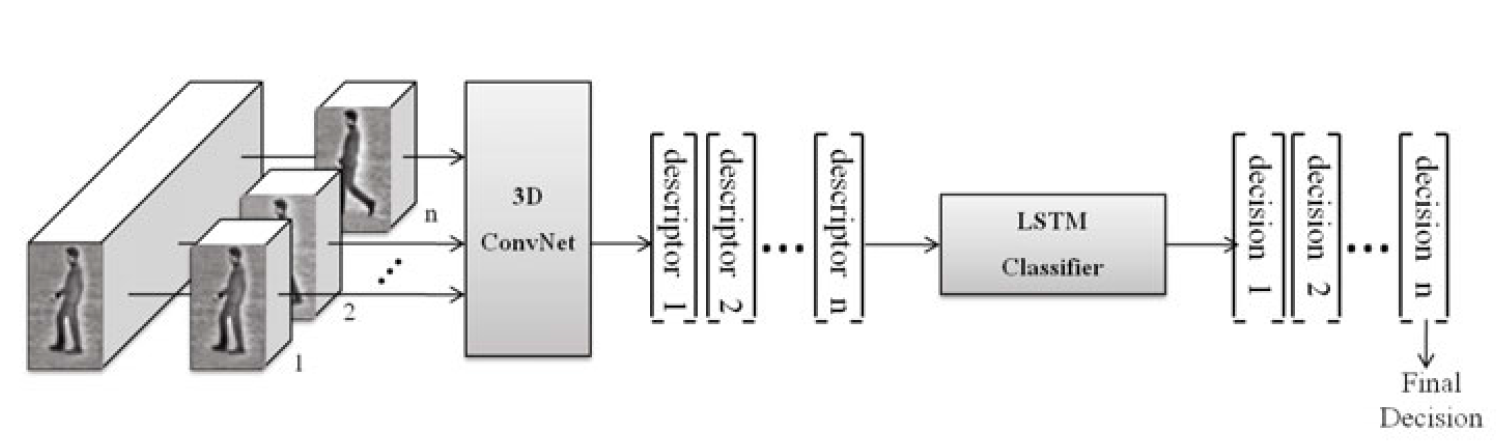 n
2
1
3D
ConvNet
descriptor 1
descriptor 2
...
descriptor n
LSTM
Classifier
decision 1
decision 2
...
decision n
Final
Decision